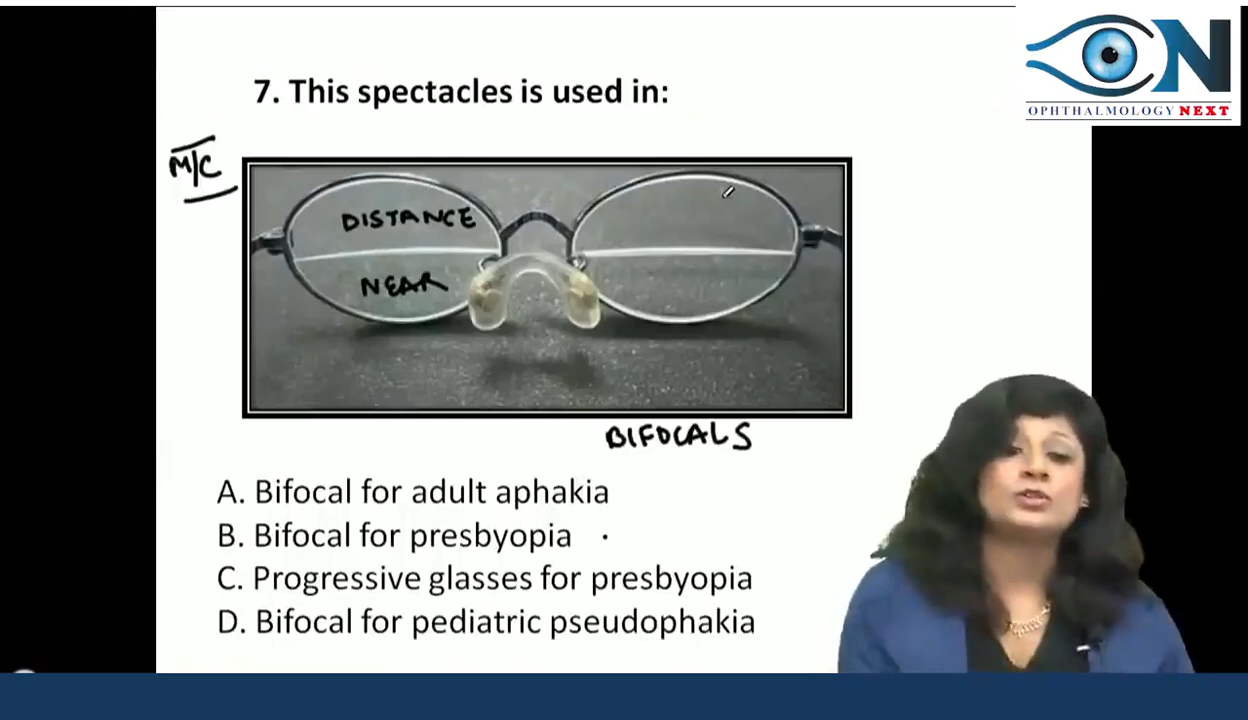 ON
OPHTHALMOLOGY NEXT
7. This spectacles is used in:
M/C
DISTANCE
NEAR
BIFOCALS
A. Bifocal for adult aphakia
B. Bifocal for presbyopia
C. Progressive glasses for presbyopia
D. Bifocal for pediatric pseudophakia